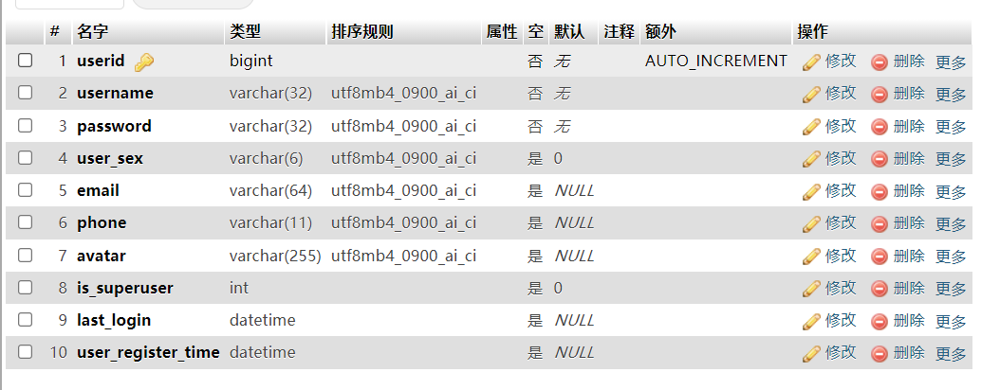 # 名字 类型 排序规则 属性 空 默认 注释 额外 操作
1 userid bigint 否 无 AUTO_INCREMENT 修改 删除 更多
2 username varchar(32) utf8mb4_0900_ai_ci 否 无 修改 删除 更多
3 password varchar(32) utf8mb4_0900_ai_ci 否 无 修改 删除 更多
4 user_sex varchar(6) utf8mb4_0900_ai_ci 是 0 修改 删除 更多
5 email varchar(64) utf8mb4_0900_ai_ci 是 NULL 修改 删除 更多
6 phone varchar(11) utf8mb4_0900_ai_ci 是 NULL 修改 删除 更多
7 avatar varchar(255) utf8mb4_0900_ai_ci 是 NULL 修改 删除 更多
8 is_superuser int 是 0 修改 删除 更多
9 last_login datetime 是 NULL 修改 删除 更多
10 user_register_time datetime 是 NULL 修改 删除 更多